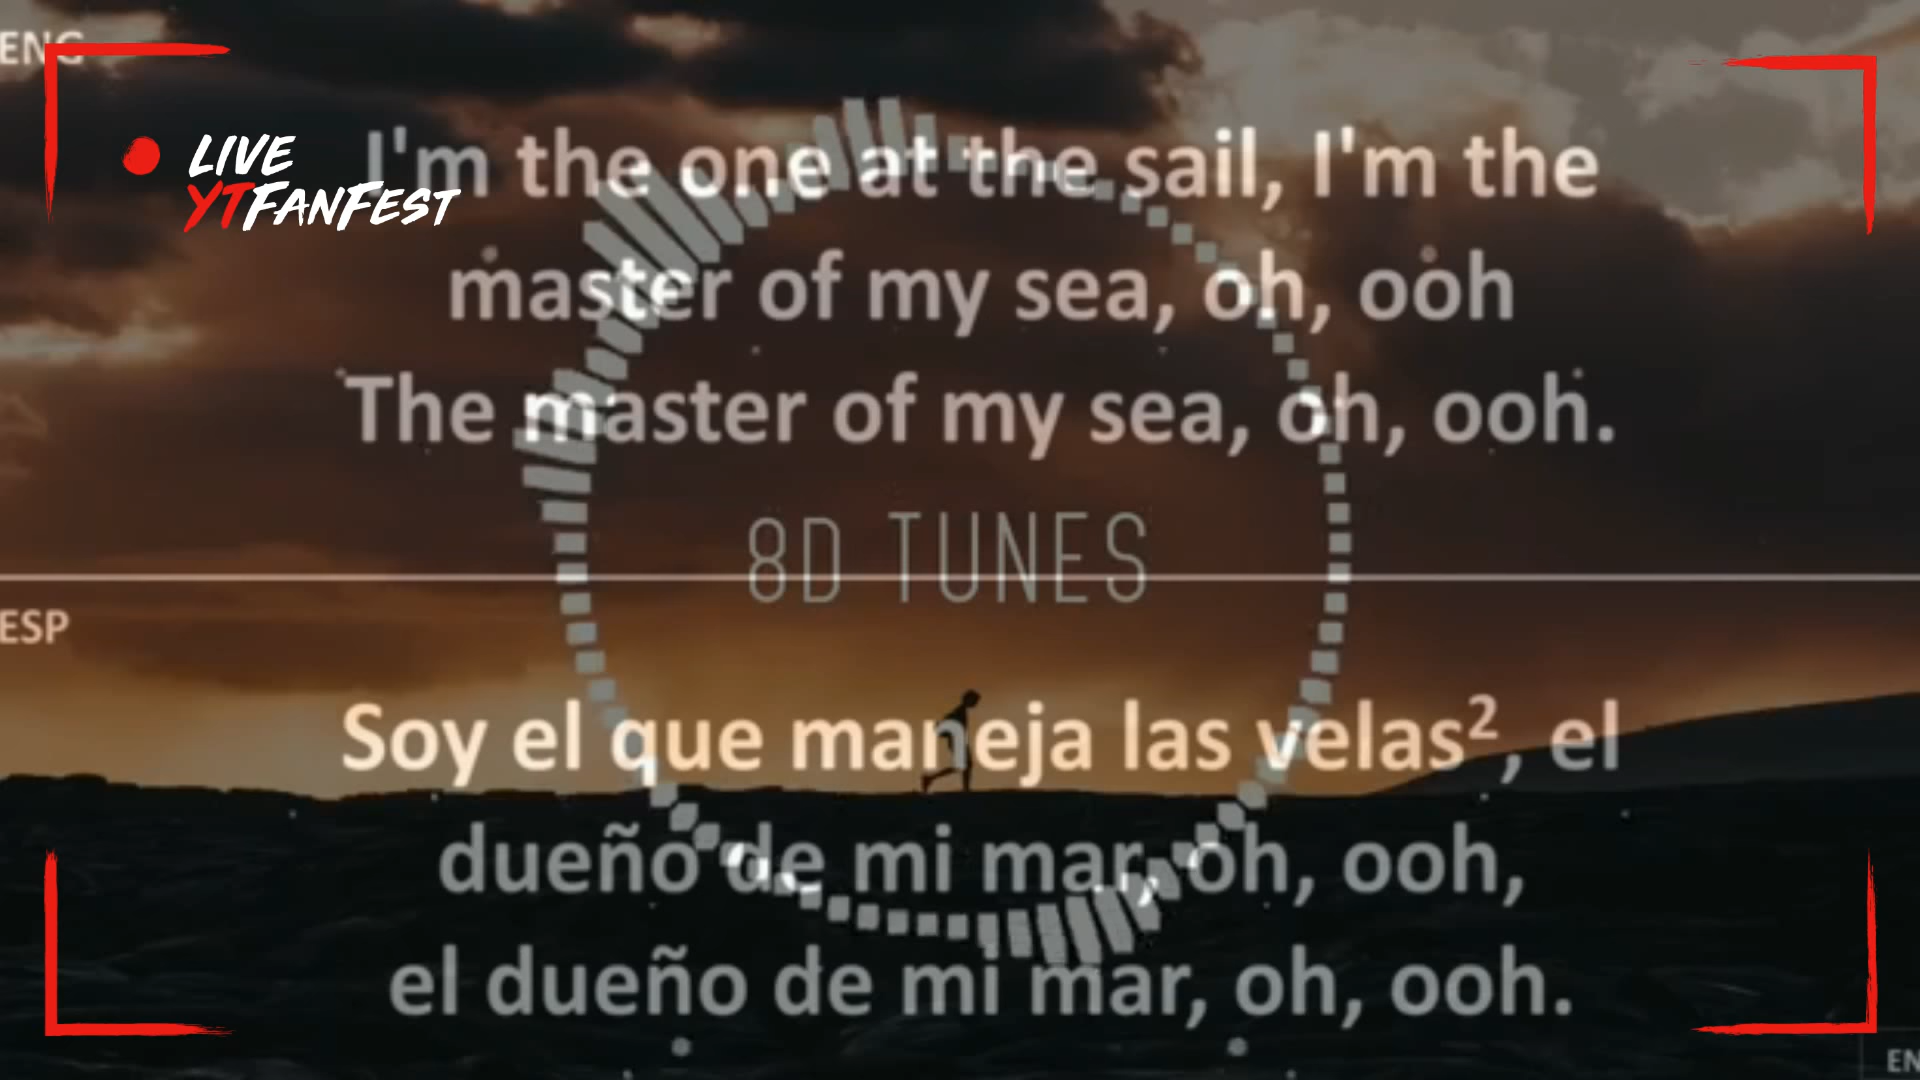 ENG
LIVE
YTFANFEST
I'm the one at the sail, I'm the
master of my sea, oh, ooh
The master of my sea, oh, ooh.
8D TUNES
ESP
Soy el que maneja las velas², el
dueño de mi mar, oh, ooh,
el dueño de mi mar, oh, ooh.
EN